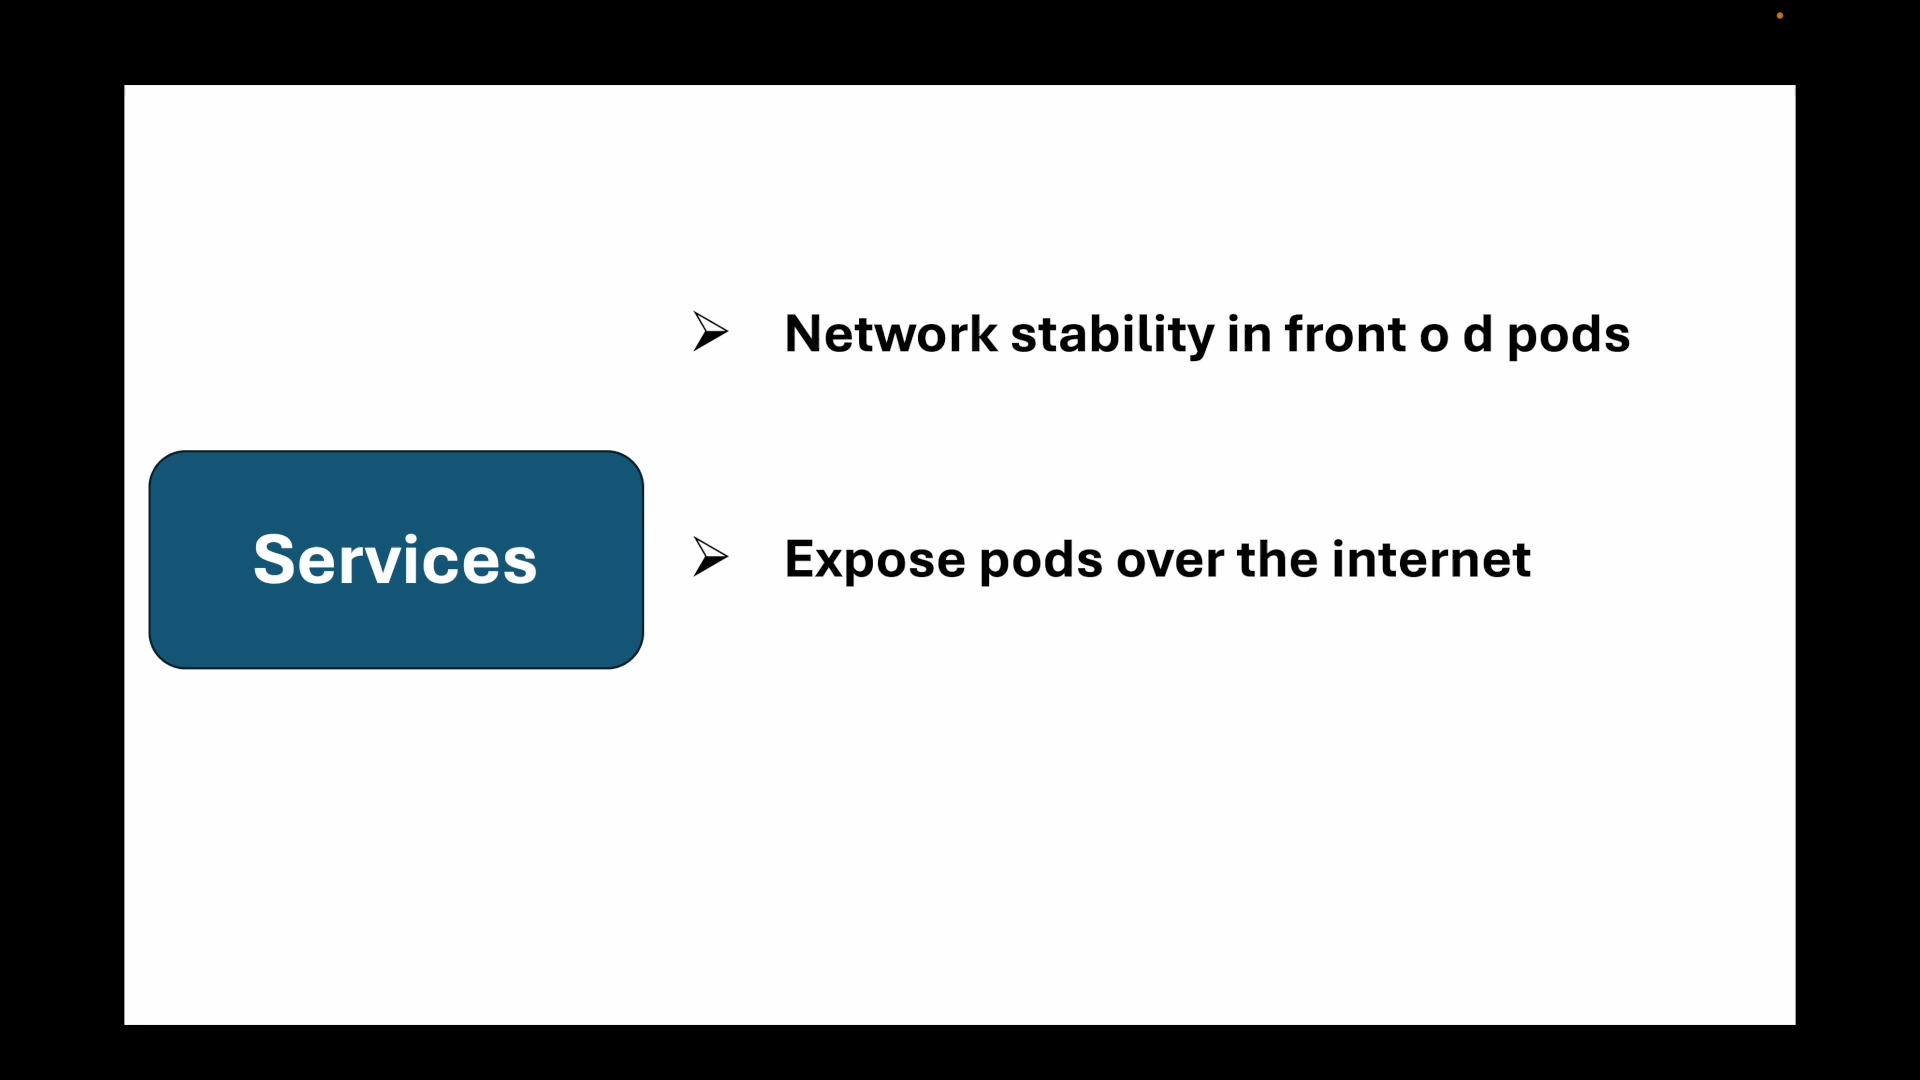 Network stability in front o d pods
Services
Expose pods over the internet